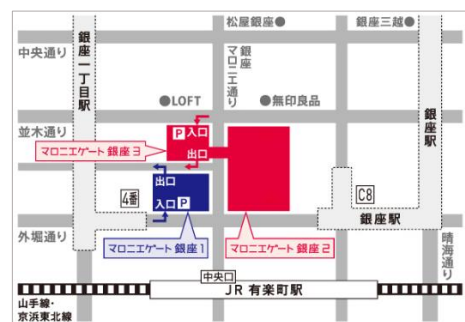 松屋銀座●
銀座三越●
中央通り
銀座一丁目駅
銀座
マロニエ通り
●LOFT
●無印良品
銀座駅
並木通り
P 入口
出口
マロニエゲート 銀座 3
4番
出口
入口 P
C8
銀座駅
外堀通り
マロニエゲート 銀座 1
マロニエゲート 銀座 2
晴海通り
中央口
JR 有楽町駅
山手線・
京浜東北線